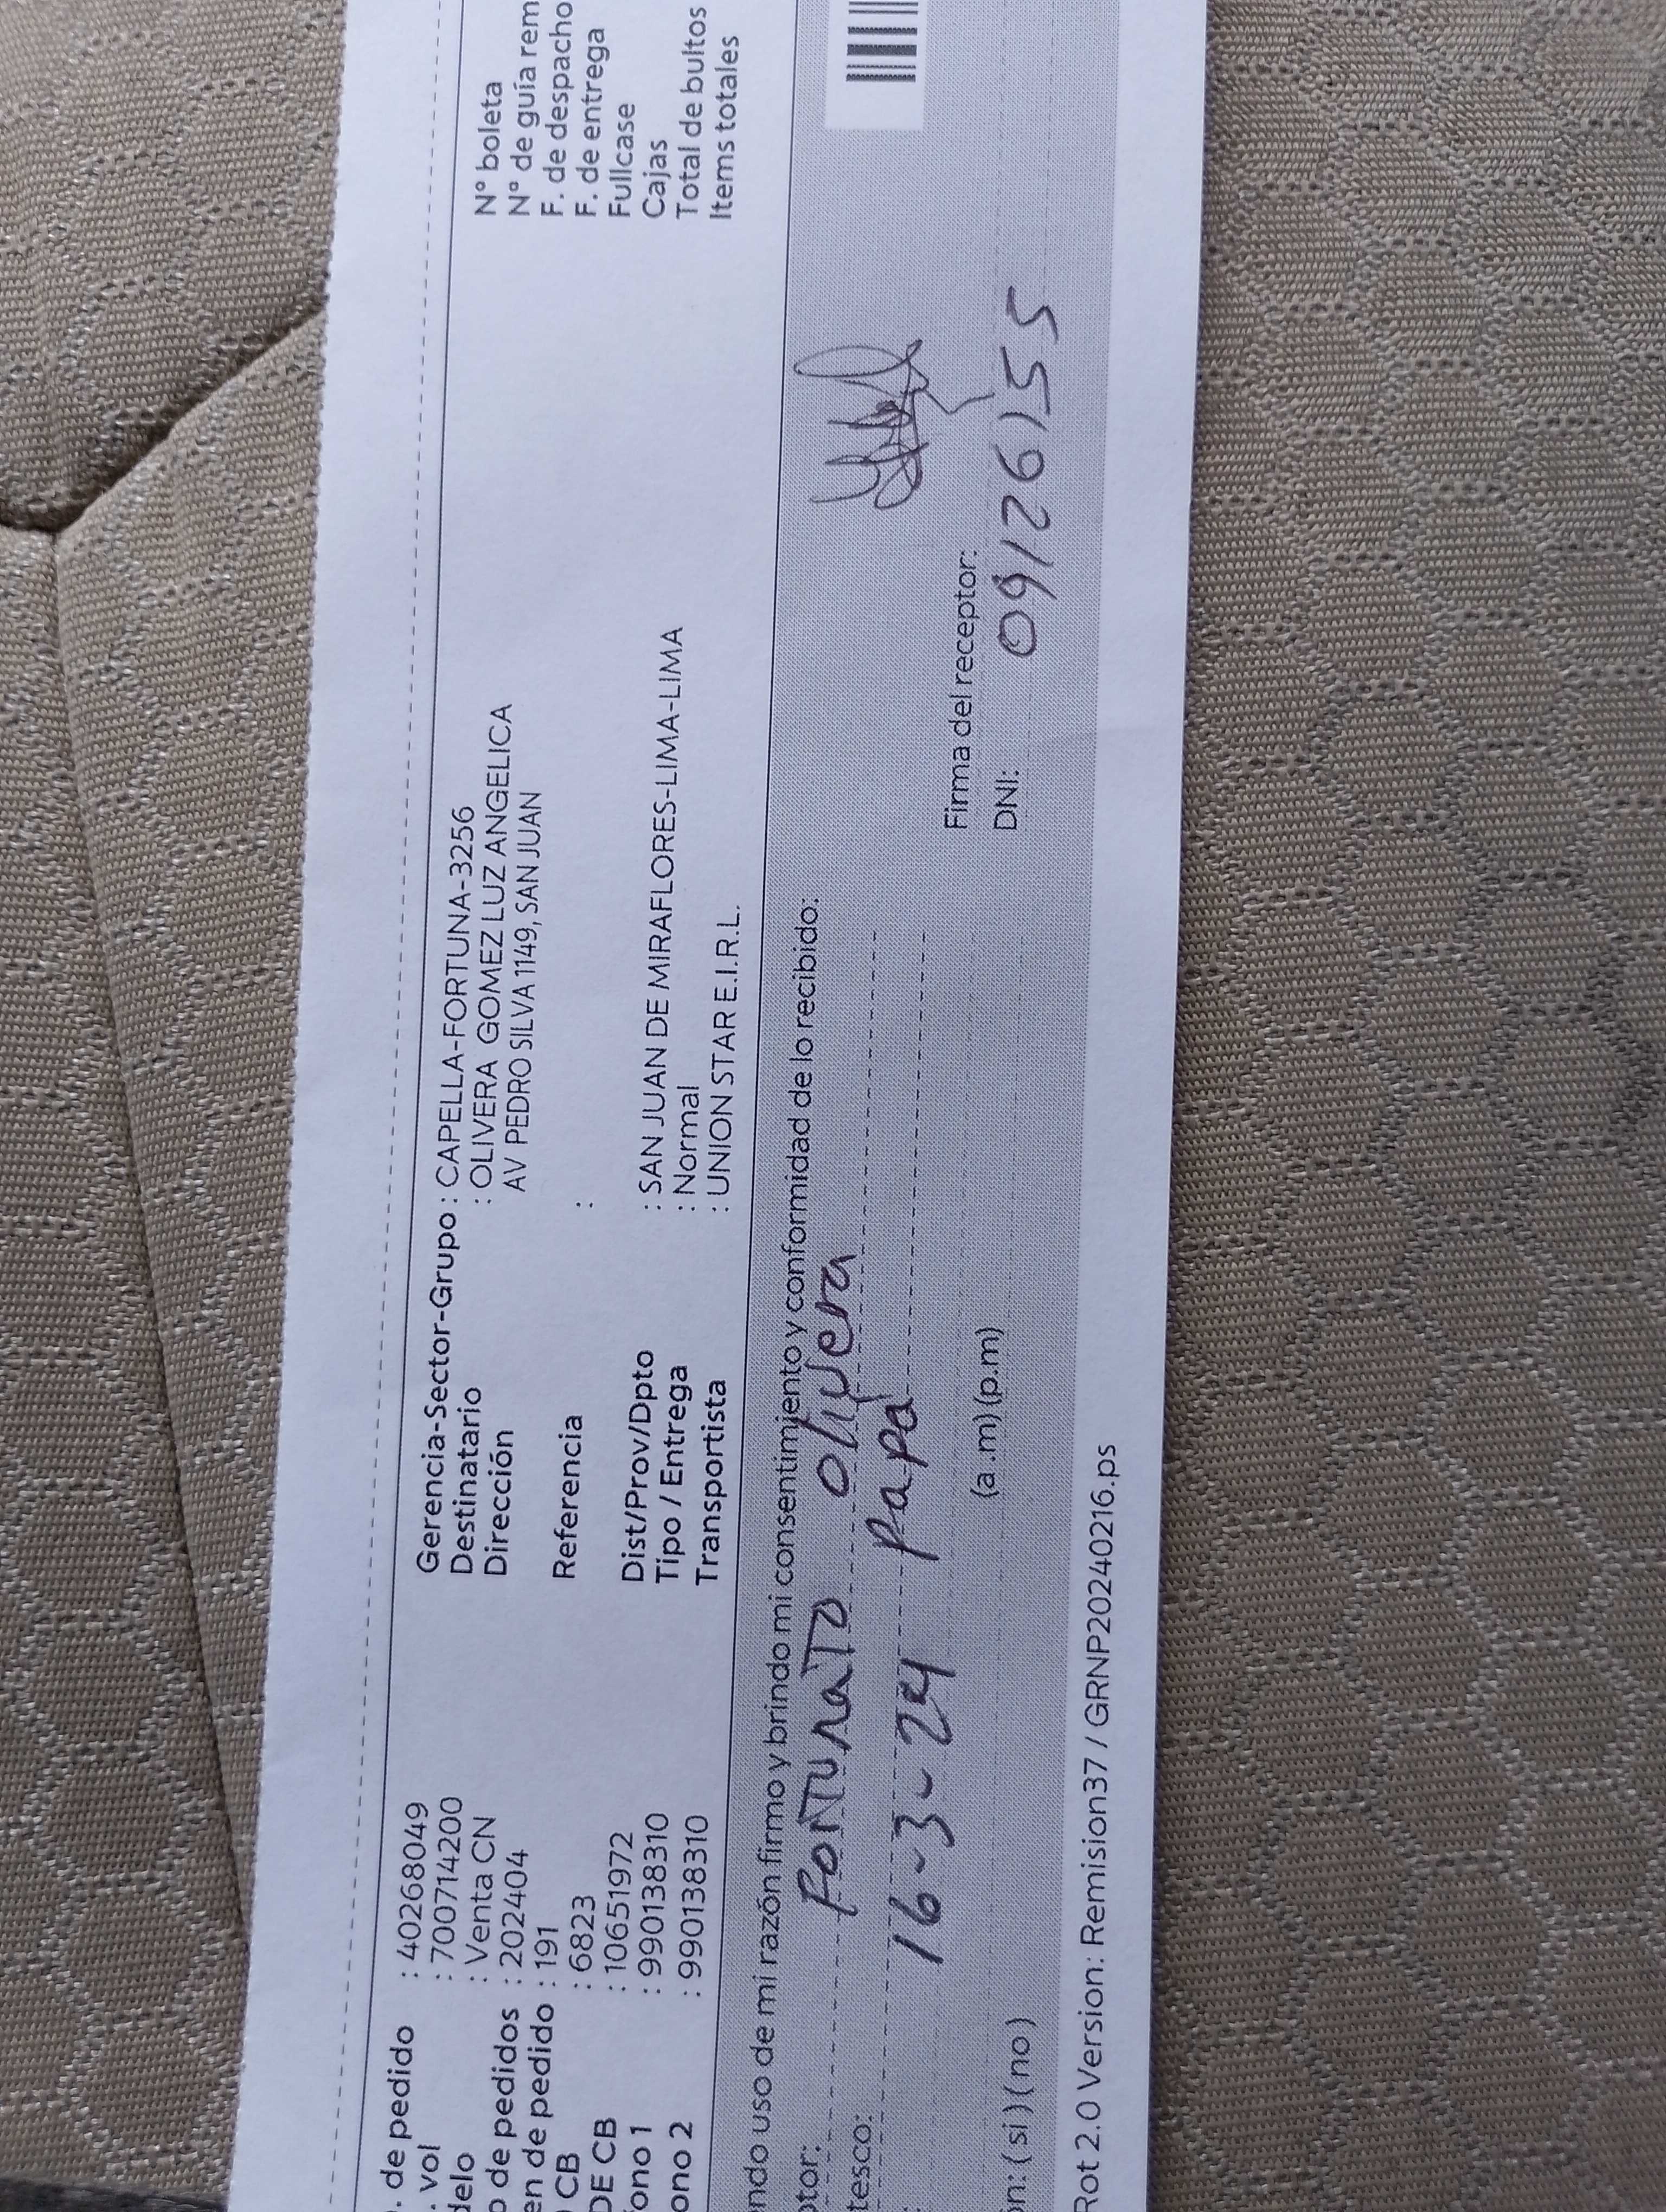 . de pedido : 40268049
. vol : 700714200
delo : Venta CN
o de pedidos : 202404
en de pedido : 191
CB : 6823
DE CB : 10651972
ono 1 : 990138310
ono 2 : 990138310
Gerencia-Sector-Grupo : CAPELLA-FORTUNA-3256
Destinatario : OLIVERA GOMEZ LUZ ANGELICA
Dirección AV PEDRO SILVA 1149, SAN JUAN
Referencia :
Dist/Prov/Dpto : SAN JUAN DE MIRAFLORES-LIMA-LIMA
Tipo / Entrega : Normal
Transportista : UNION STAR E.I.R.L.
N° boleta
N° de guía rem
F. de despacho
F. de entrega
Fullcase
Cajas
Total de bultos
Items totales
ndo uso de mi razón firmo y brindo mi consentimiento y conformidad de lo recibido:
ptor: Fortunato olivera
tesco: Papá
16-3-24
(a.m) (p.m)
ón: ( si ) ( no )
Firma del receptor:
DNI: 09126155
Rot 2.0 Version: Remision37 / GRNP20240216.ps